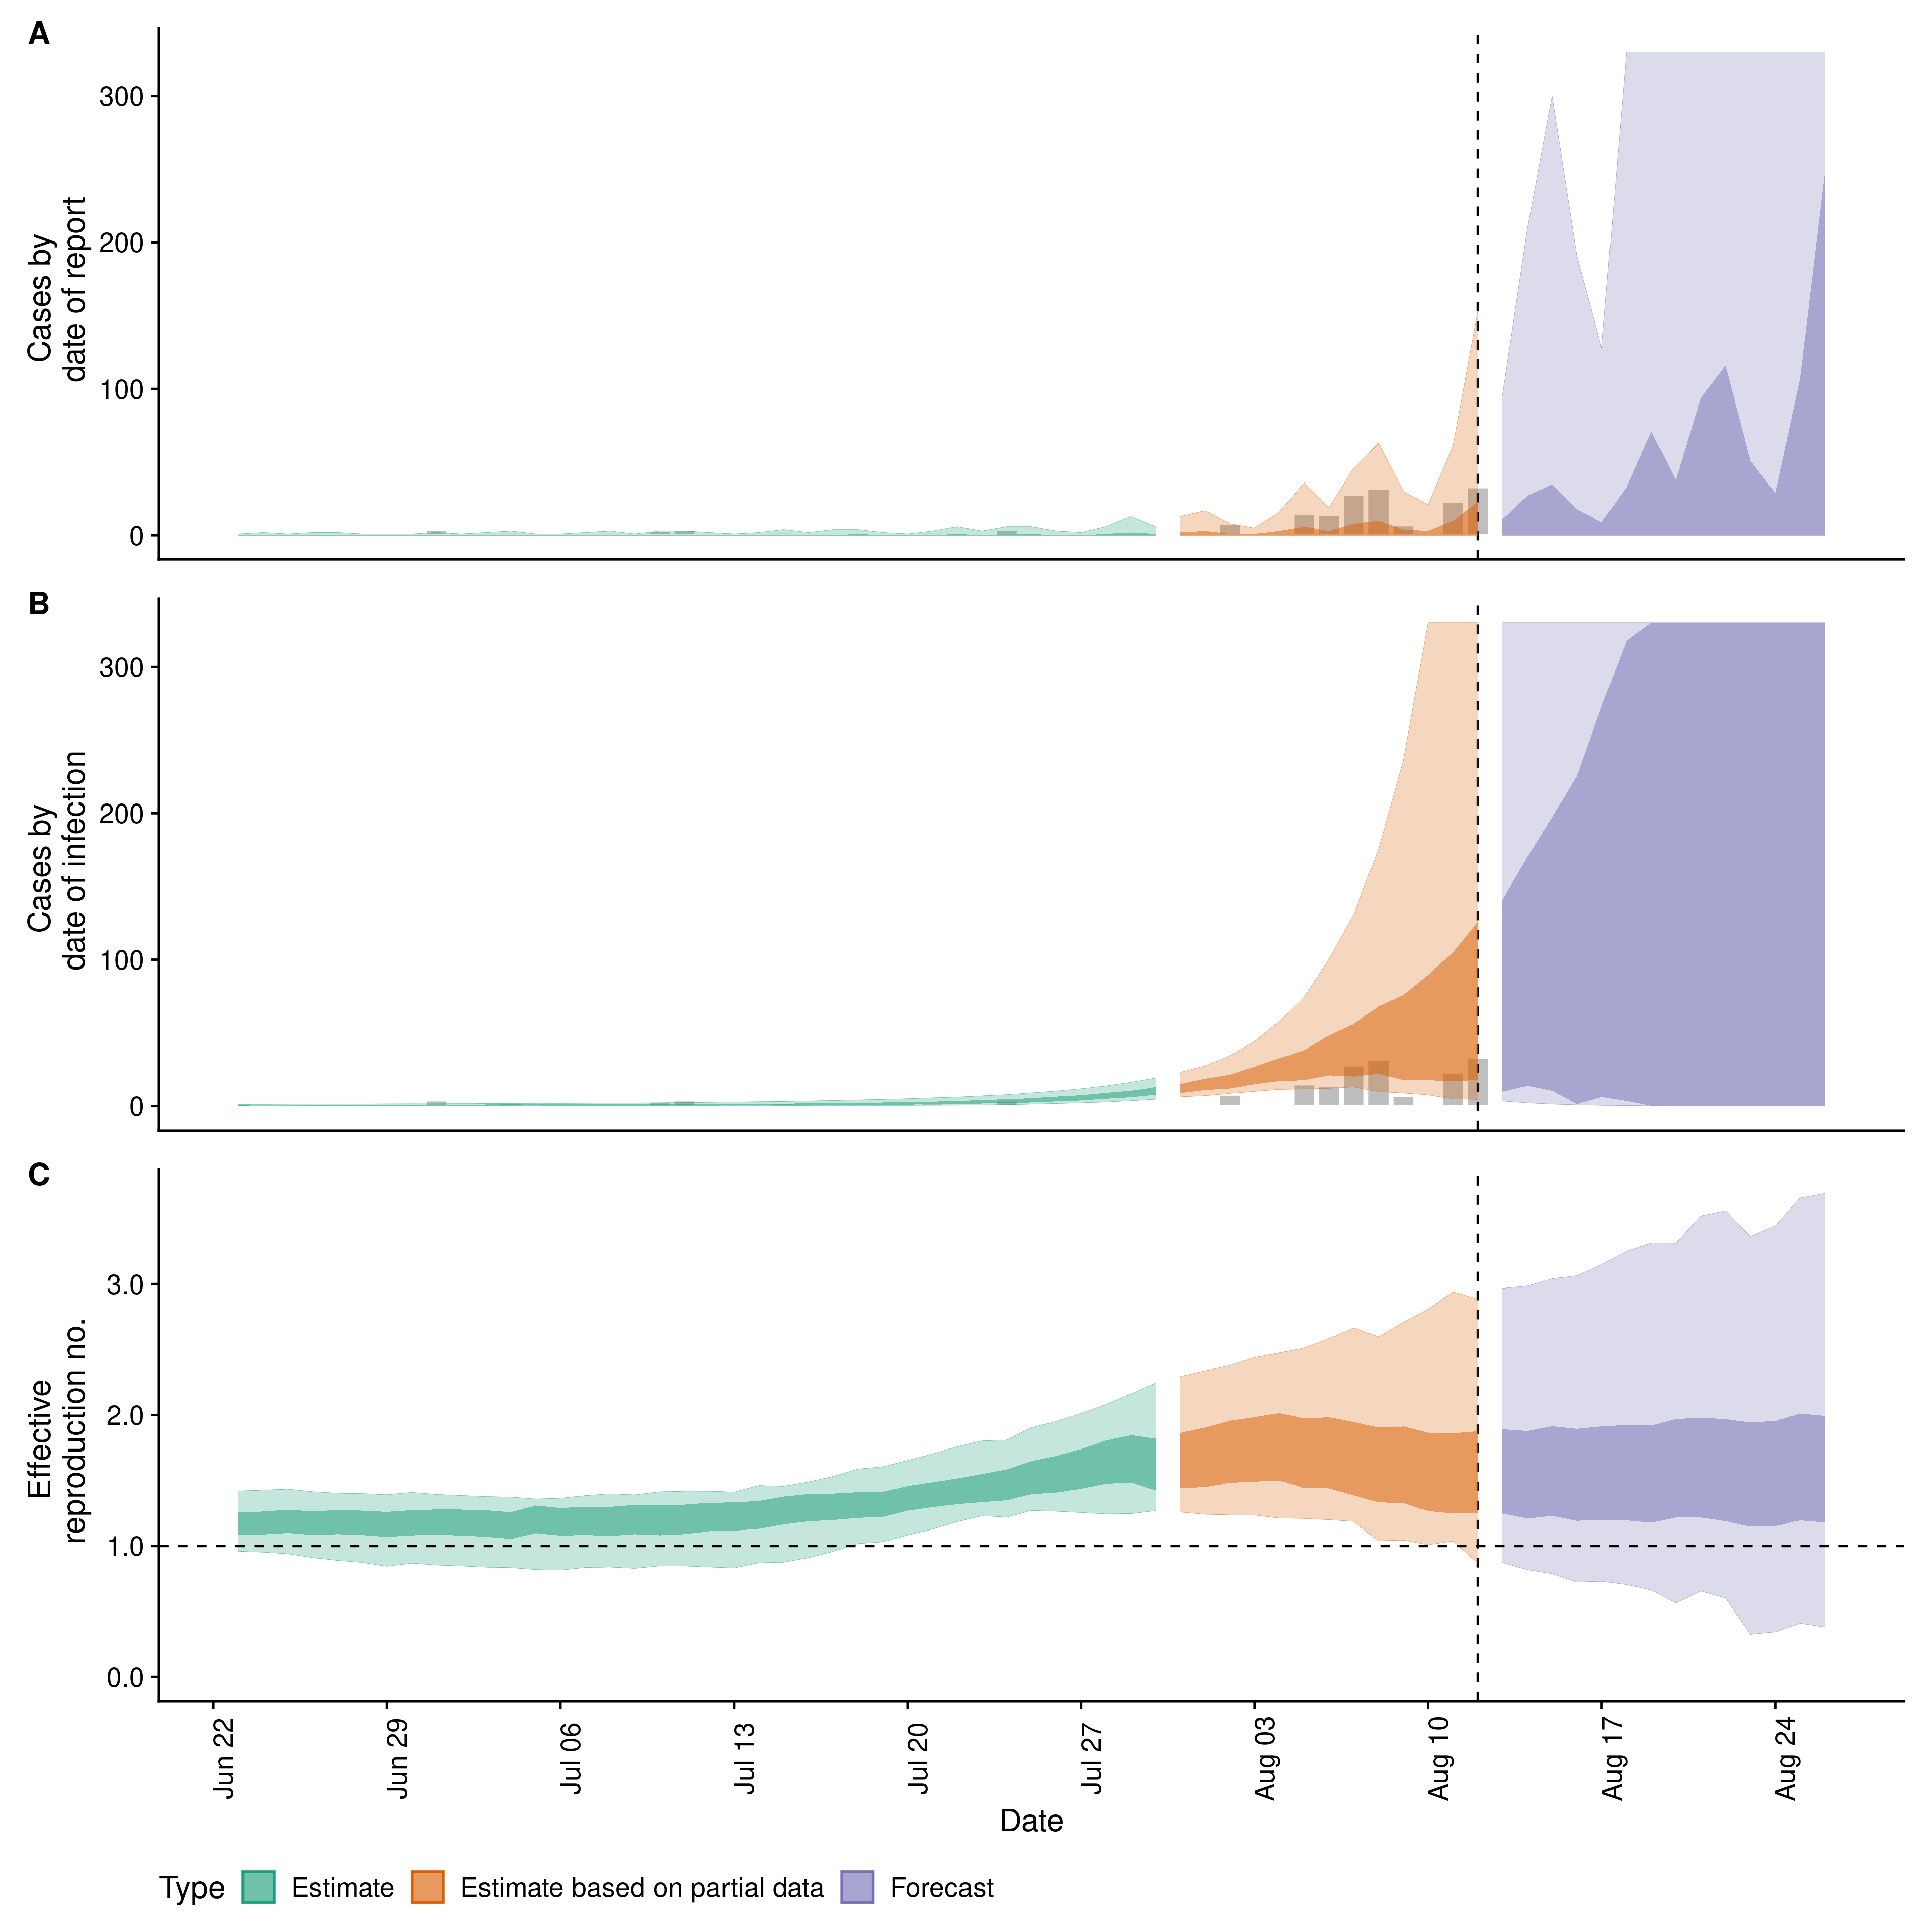 A
Cases by
date of report
300
200
100
0
B
Cases by
date of infection
300
200
100
0
C
Effective
reproduction no.
3.0
2.0
1.0
0.0
Jun 22
Jun 29
Jul 06
Jul 13
Jul 20
Jul 27
Aug 03
Aug 10
Aug 17
Aug 24
Date
Type Estimate Estimate based on partial data Forecast